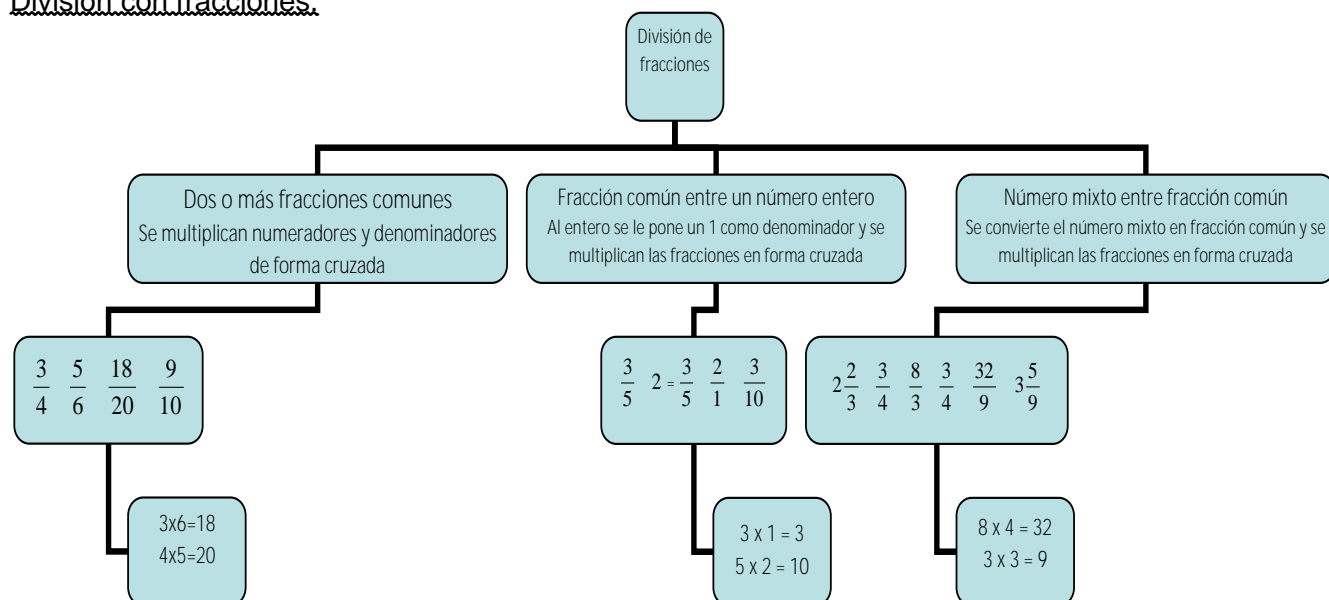 División con fracciones.
División de
fracciones
Dos o más fracciones comunes
Se multiplican numeradores y denominadores
de forma cruzada
Fracción común entre un número entero
Al entero se le pone un 1 como denominador y se
multiplican las fracciones en forma cruzada
Número mixto entre fracción común
Se convierte el número mixto en fracción común y se
multiplican las fracciones en forma cruzada
3/4 5/6 18/20 9/10
3/5 2 = 3/5 2/1 3/10
2 2/3 3/4 8/3 3/4 32/9 3 5/9
3x6=18
4x5=20
3 x 1 = 3
5 x 2 = 10
8 x 4 = 32
3 x 3 = 9